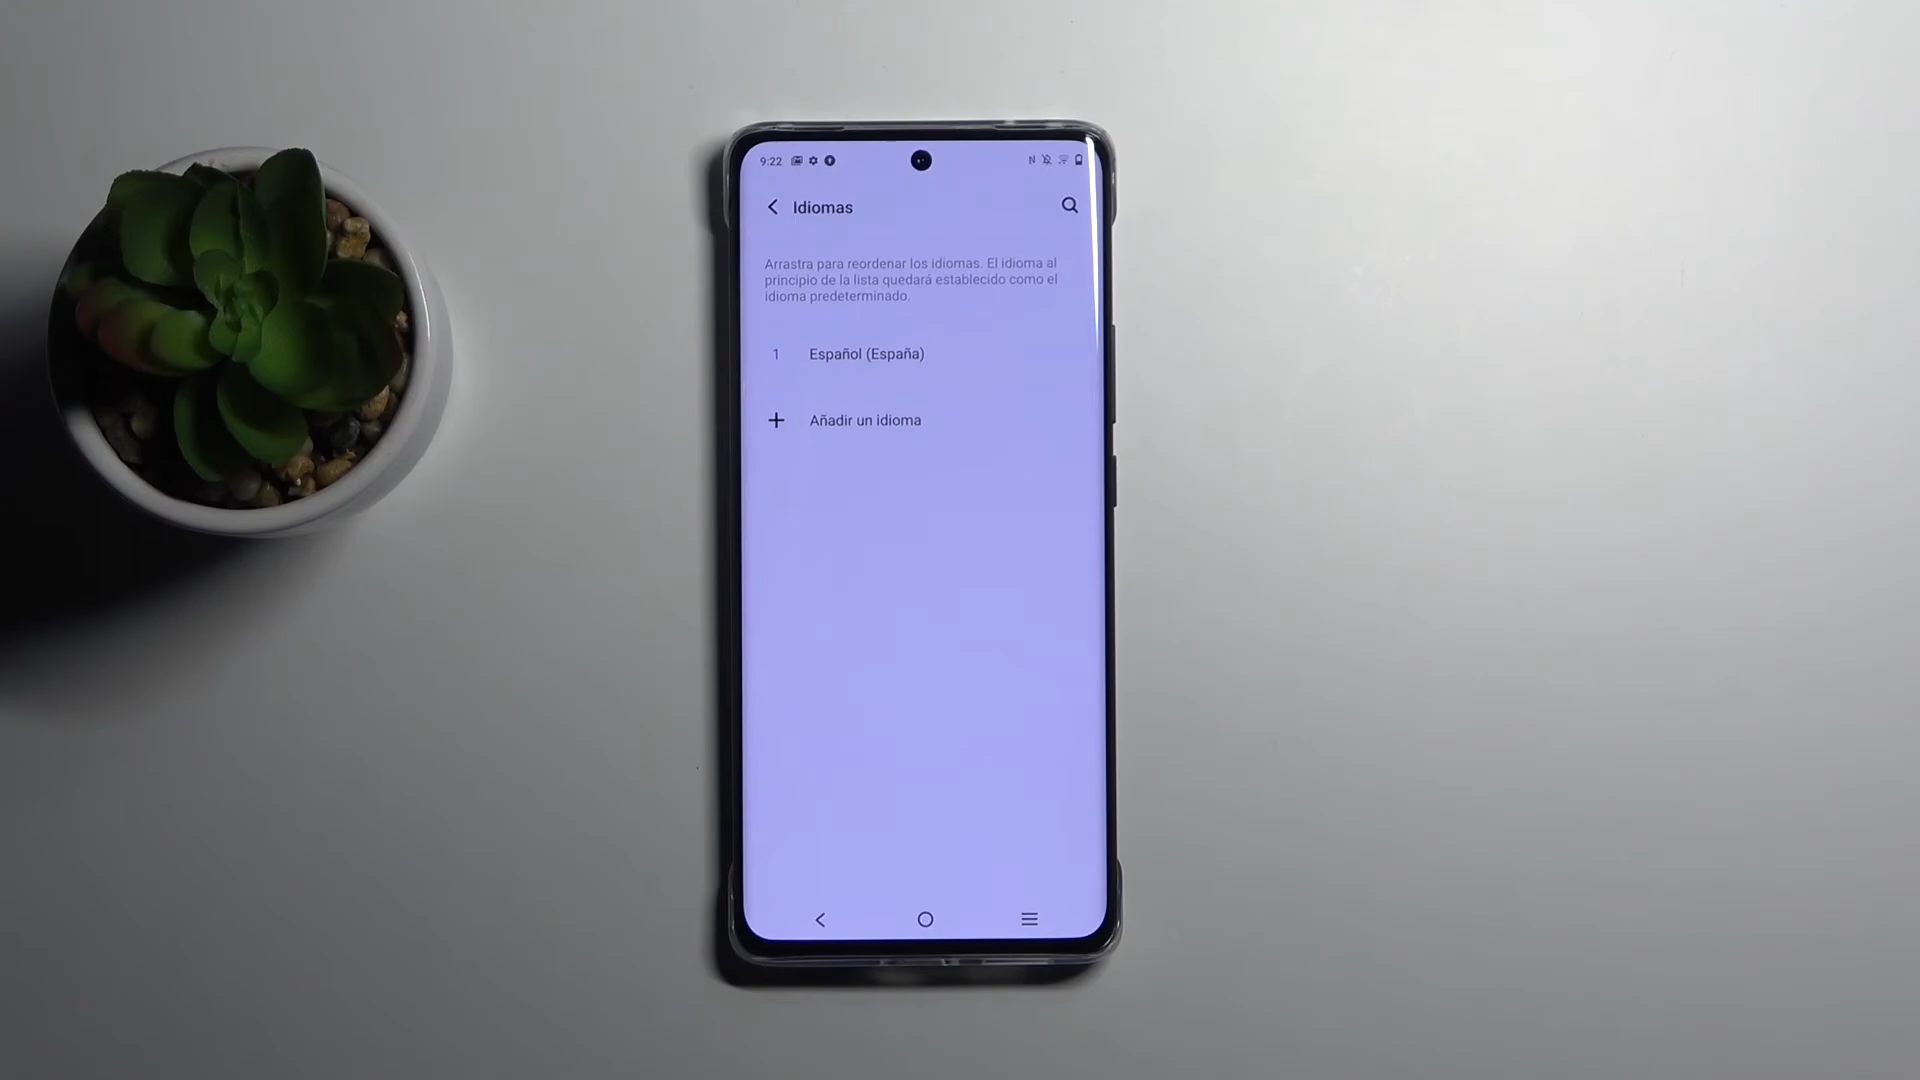 9:22
Idiomas
Arrastra para reordenar los idiomas. El idioma al
principio de la lista quedará establecido como el
idioma predeterminado.
1 Español (España)
+ Añadir un idioma